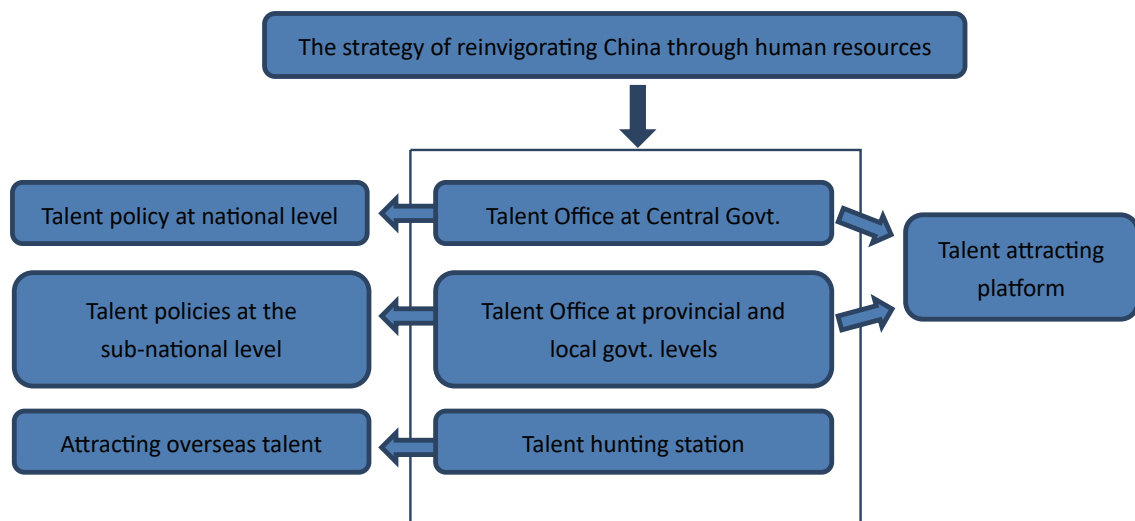 The strategy of reinvigorating China through human resources
Talent policy at national level
Talent Office at Central Govt.
Talent attracting
platform
Talent policies at the
sub-national level
Talent Office at provincial and
local govt. levels
Attracting overseas talent
Talent hunting station